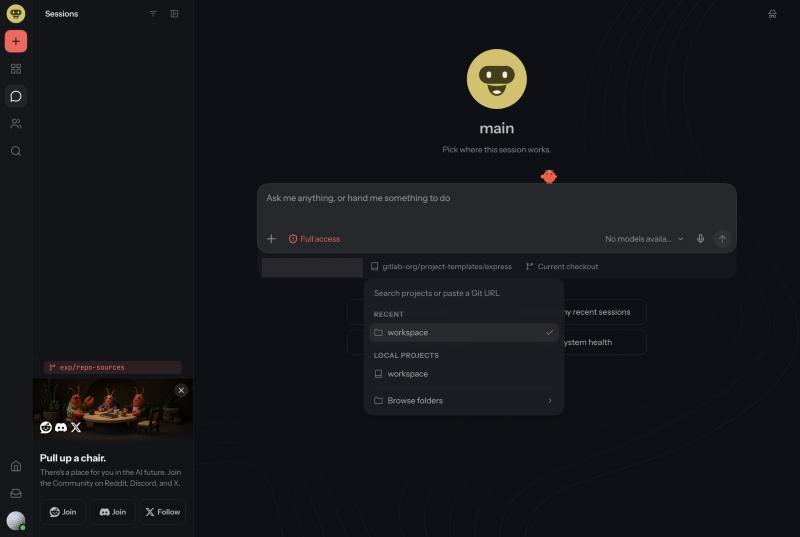 Sessions
main
Pick where this session works.
Ask me anything, or hand me something to do
Full access
No models availa...
gitlab-org/project-templates/express
Current checkout
Search projects or paste a Git URL
RECENT
workspace
LOCAL PROJECTS
workspace
Browse folders
my recent sessions
system health
exp/repo-sources
Pull up a chair.
There's a place for you in the AI future. Join
the Community on Reddit, Discord, and X.
Join
Join
Follow